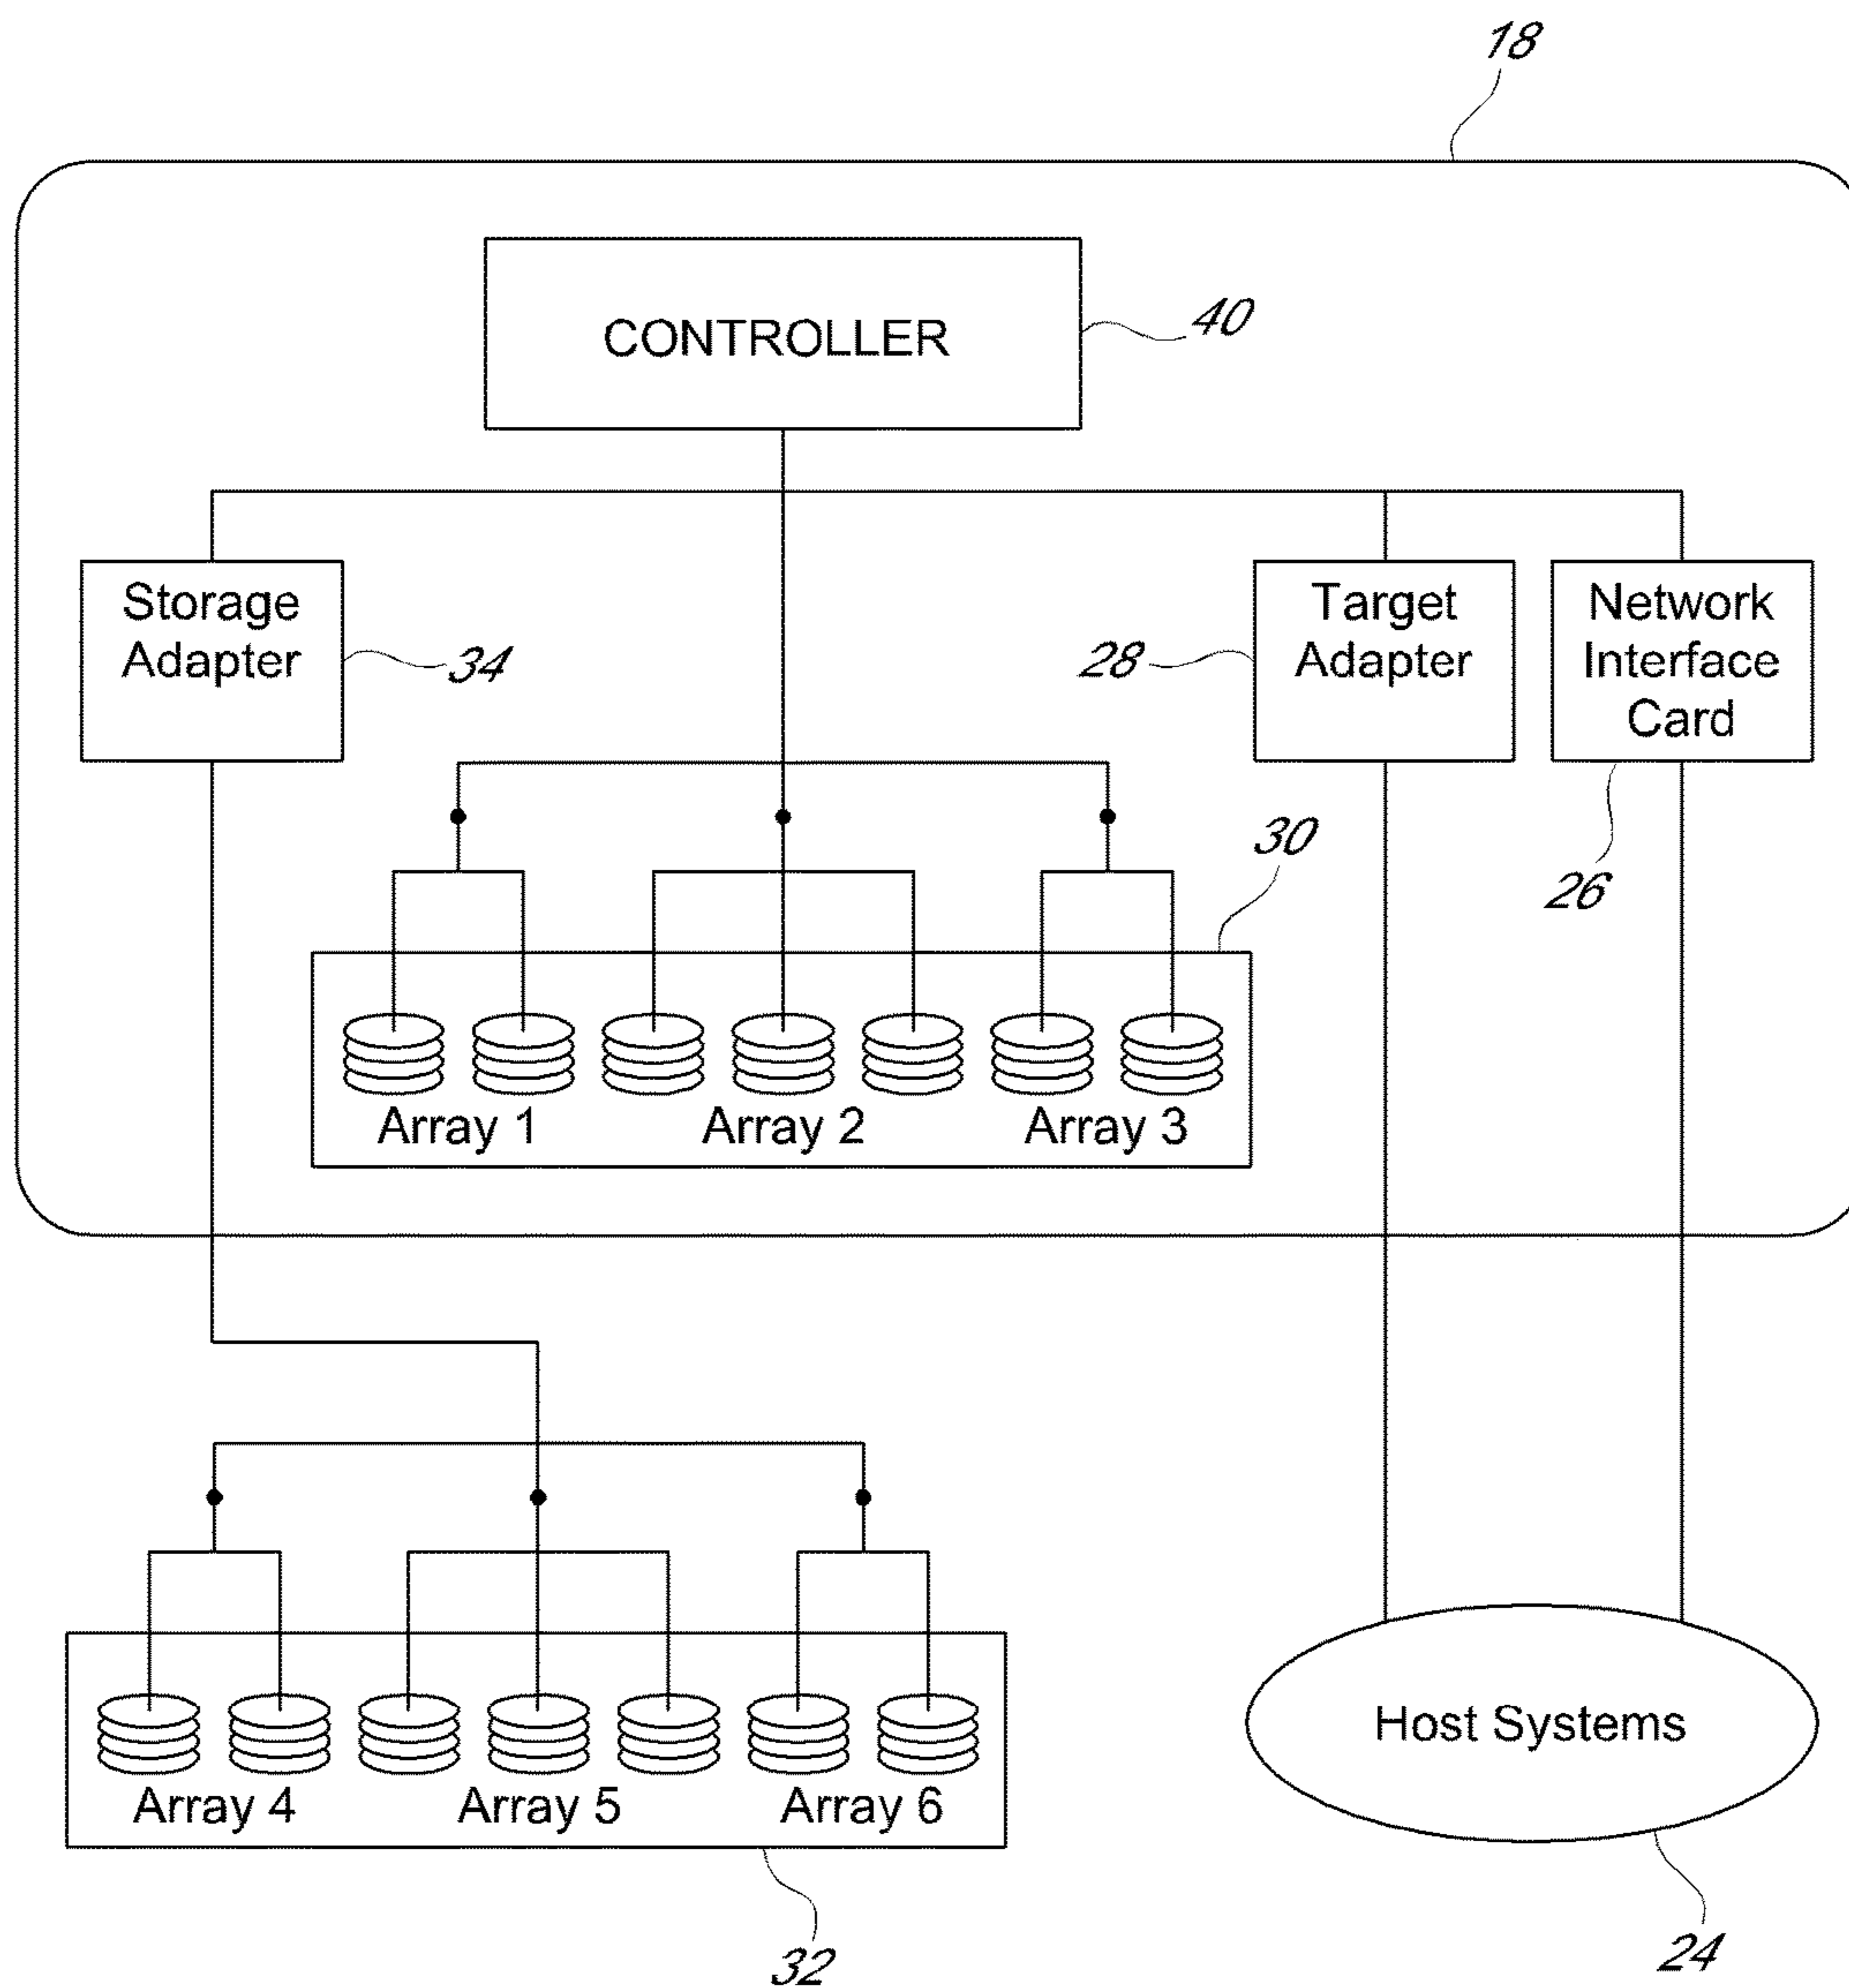 18
CONTROLLER
40
Storage
Adapter
34
28
Target
Adapter
Network
Interface
Card
26
30
Array 1
Array 2
Array 3
Array 4
Array 5
Array 6
32
Host Systems
24